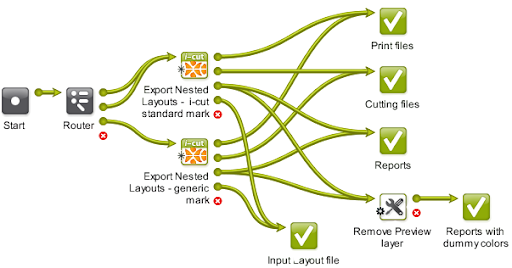 i-cut
Print files
Export Nested
Layouts - i-cut
standard mark
Start
Router
Cutting files
i-cut
Export Nested
Layouts - generic
mark
Reports
Remove Preview
layer
Reports with
dummy colors
Input Layout file